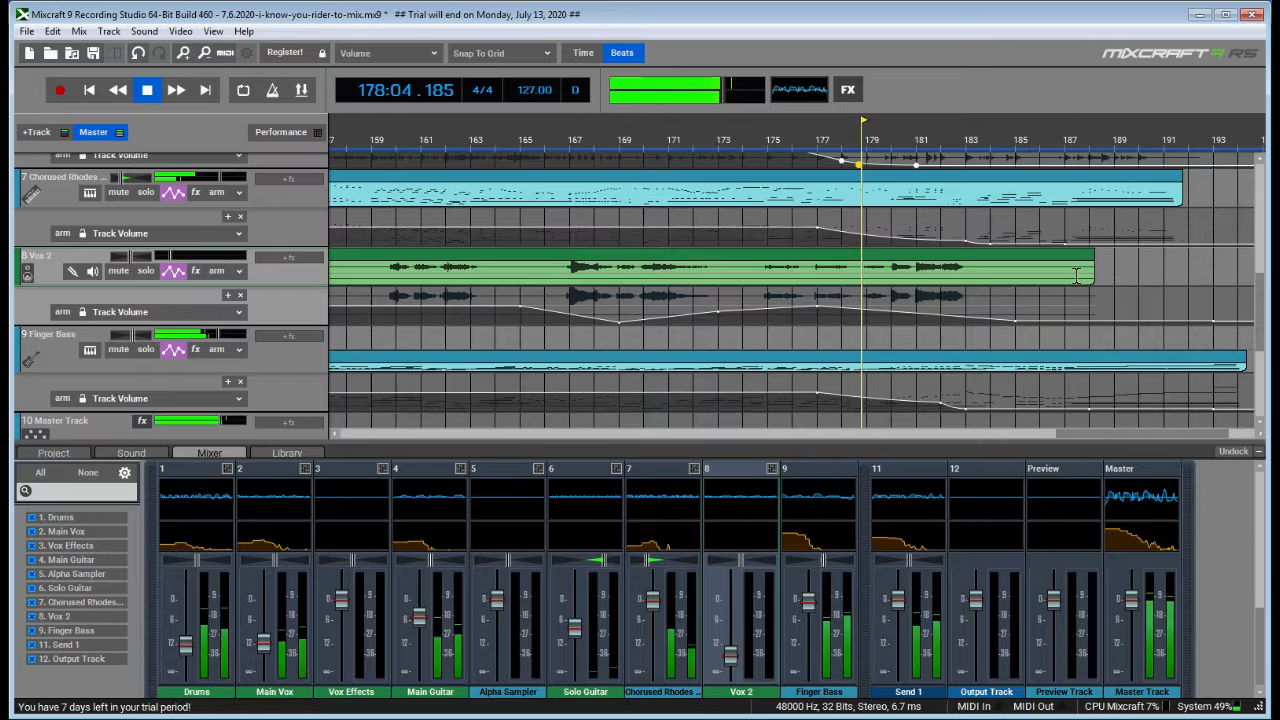 Mixcraft 9 Recording Studio 64-Bit Build 460 - 7.6.2020-i-know-you-rider-to-mix.mx9 *   ## Trial will end on Monday, July 13, 2020 ##
File Edit Mix Track Sound Video View Help
Register! Volume Snap To Grid Time Beats MIXCRAFT 9 RS
178:04 .185 4/4 127.00 D FX
+Track Master Performance
7 159 161 163 165 167 169 171 173 175 177 179 181 183 185 187 189 191 193
arm Track Volume
7 Chorused Rhodes ...
mute solo fx arm
+fx
arm Track Volume
8 Vox 2
mute solo fx arm
+fx
arm Track Volume
9 Finger Bass
mute solo fx arm
+fx
arm Track Volume
10 Master Track fx +fx
Project Sound Mixer Library Undock
All None
1. Drums
2. Main Vox
3. Vox Effects
4. Main Guitar
5. Alpha Sampler
6. Solo Guitar
7. Chorused Rhodes...
8. Vox 2
9. Finger Bass
11. Send 1
12. Output Track
1 2 3 4 5 6 7 8 9 11 12 Preview Master
Drums Main Vox Vox Effects Main Guitar Alpha Sampler Solo Guitar Chorused Rhodes ... Vox 2 Finger Bass Send 1 Output Track Preview Track Master Track
You have 7 days left in your trial period! 48000 Hz, 32 Bits, Stereo, 6.7 ms MIDI In MIDI Out CPU Mixcraft 7% System 49%